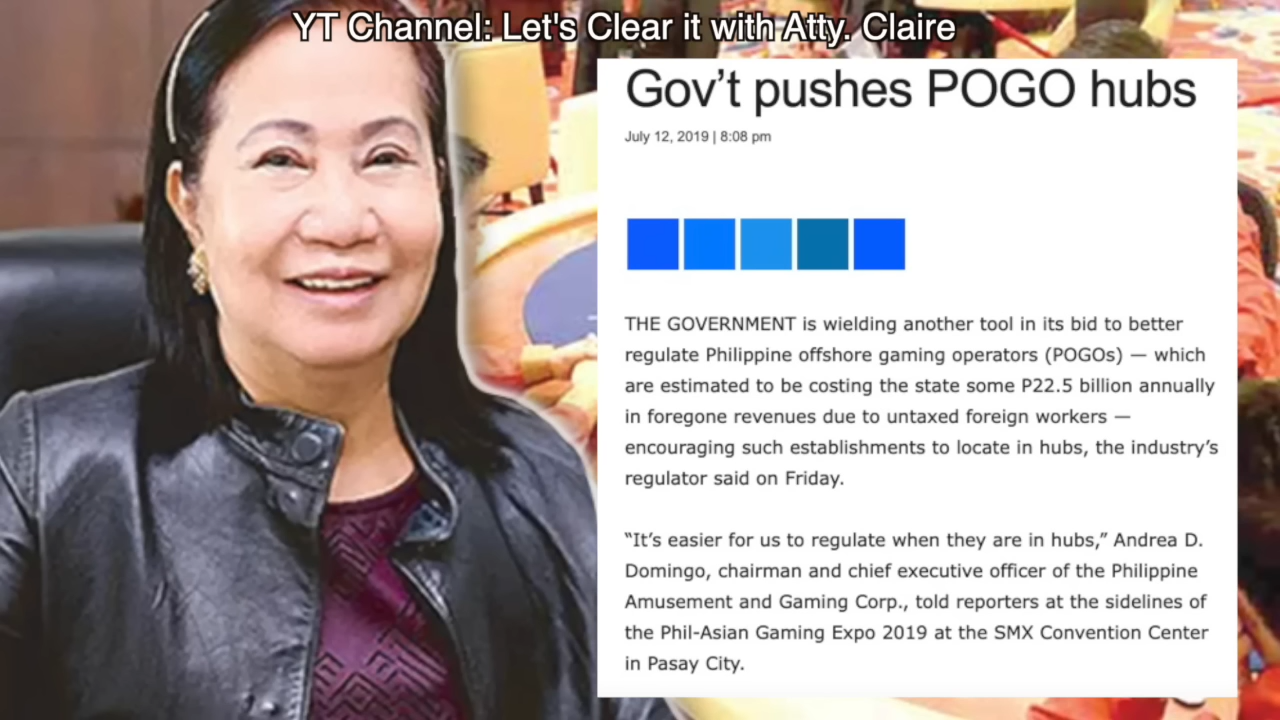 YT Channel: Let's Clear it with Atty. Claire
Gov’t pushes POGO hubs
July 12, 2019 | 8:08 pm
THE GOVERNMENT is wielding another tool in its bid to better
regulate Philippine offshore gaming operators (POGOs) — which
are estimated to be costing the state some P22.5 billion annually
in foregone revenues due to untaxed foreign workers —
encouraging such establishments to locate in hubs, the industry’s
regulator said on Friday.
“It’s easier for us to regulate when they are in hubs,” Andrea D.
Domingo, chairman and chief executive officer of the Philippine
Amusement and Gaming Corp., told reporters at the sidelines of
the Phil-Asian Gaming Expo 2019 at the SMX Convention Center
in Pasay City.